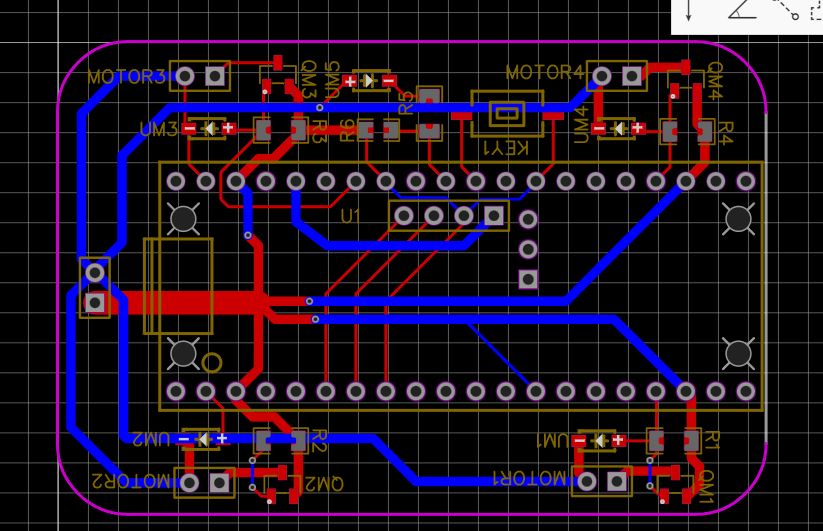 MOTOR3
QM3
UM5
MOTOR4
QM4
UM3
R3
R6
R5
KEY1
UM4
R4
U1
UM2
R2
UM1
R1
MOTOR2
QM2
MOTOR1
QM1